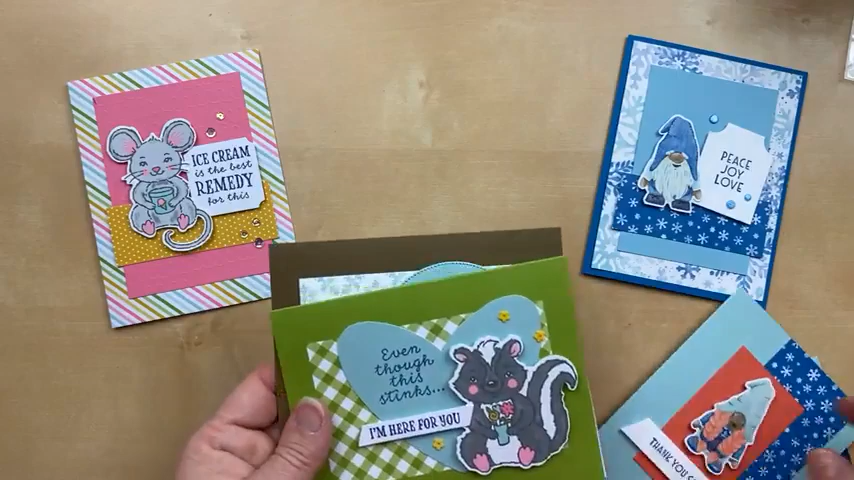 ICE CREAM
is the best
REMEDY
for this
PEACE
JOY
LOVE
Even
though
this
stinks...
I'M HERE FOR YOU
THANK YOU